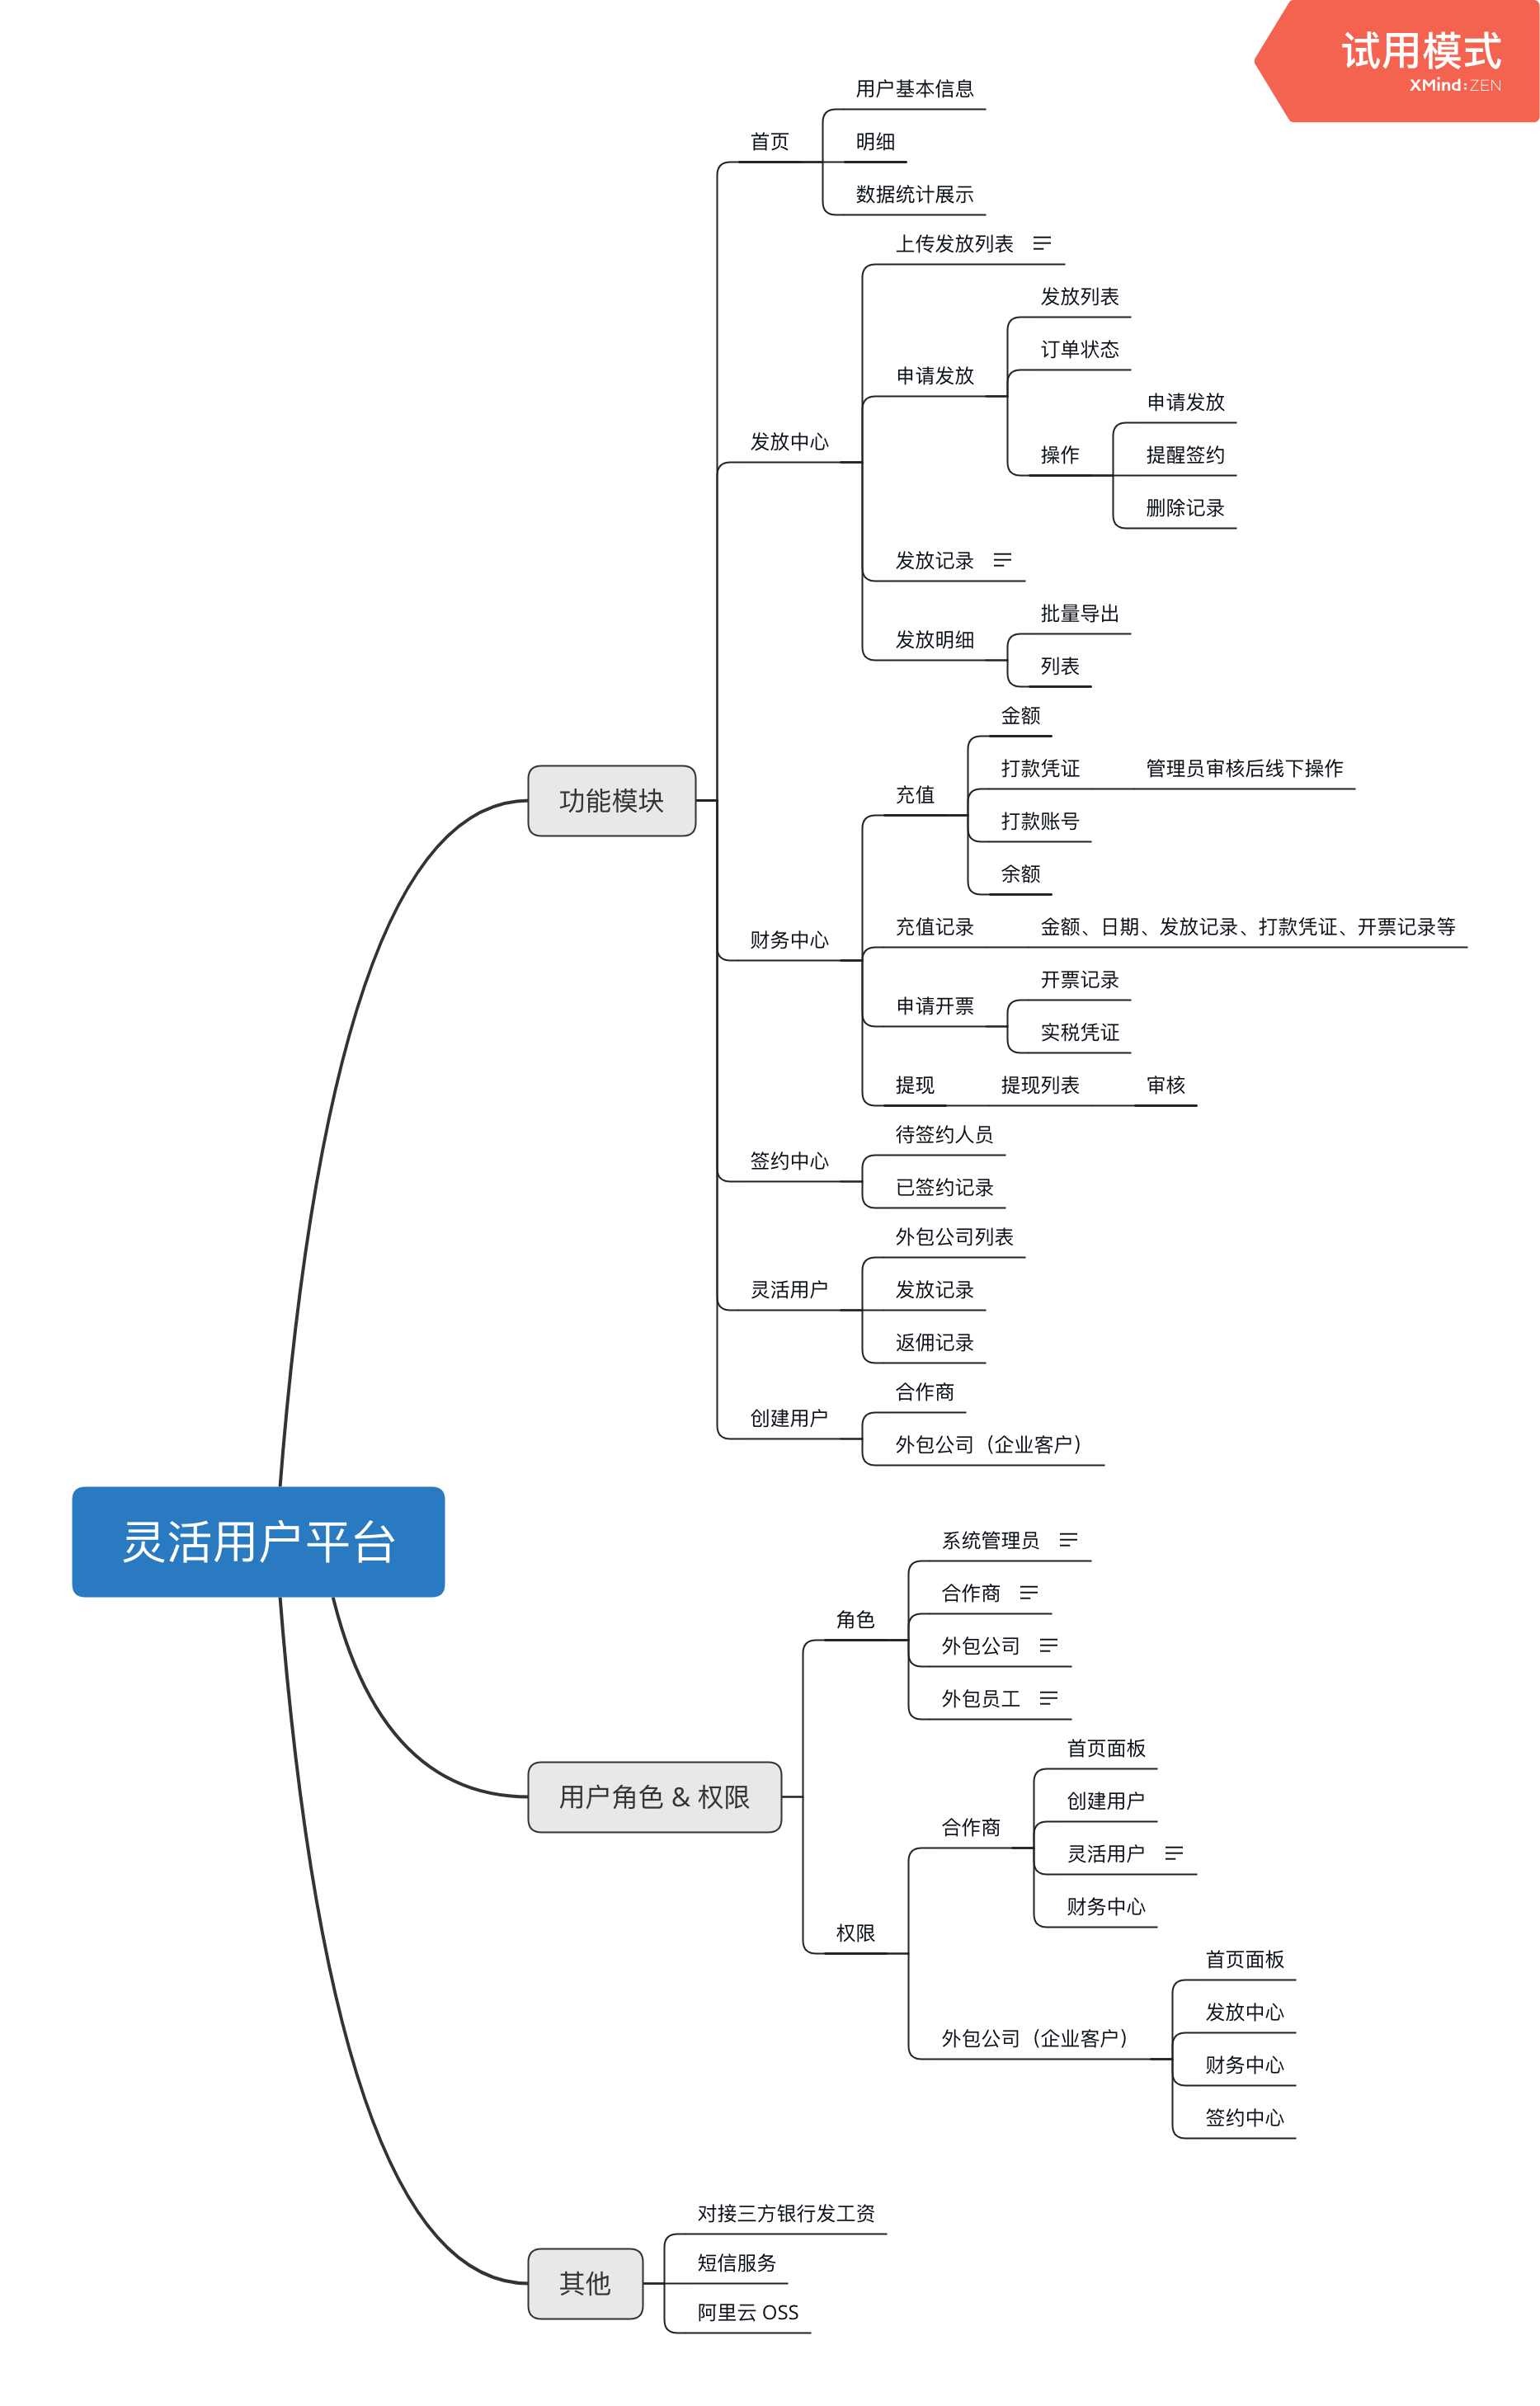 试用模式
XMind:ZEN
灵活用户平台
功能模块
首页
用户基本信息
明细
数据统计展示
发放中心
上传发放列表
申请发放
发放列表
订单状态
操作
申请发放
提醒签约
删除记录
发放记录
发放明细
批量导出
列表
财务中心
充值
金额
打款凭证
管理员审核后线下操作
打款账号
余额
充值记录
金额、日期、发放记录、打款凭证、开票记录等
申请开票
开票记录
实税凭证
提现
提现列表
审核
签约中心
待签约人员
已签约记录
灵活用户
外包公司列表
发放记录
返佣记录
创建用户
合作商
外包公司（企业客户）
用户角色 & 权限
角色
系统管理员
合作商
外包公司
外包员工
权限
合作商
首页面板
创建用户
灵活用户
财务中心
外包公司（企业客户）
首页面板
发放中心
财务中心
签约中心
其他
对接三方银行发工资
短信服务
阿里云 OSS